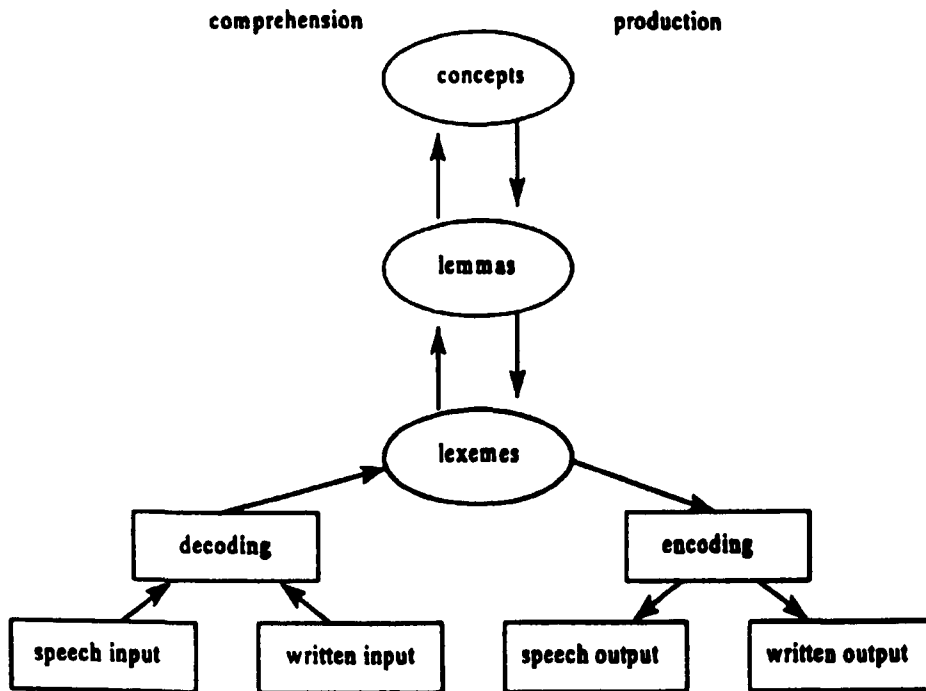 comprehension production
concepts
lemmas
lexemes
decoding encoding
speech input written input speech output written output